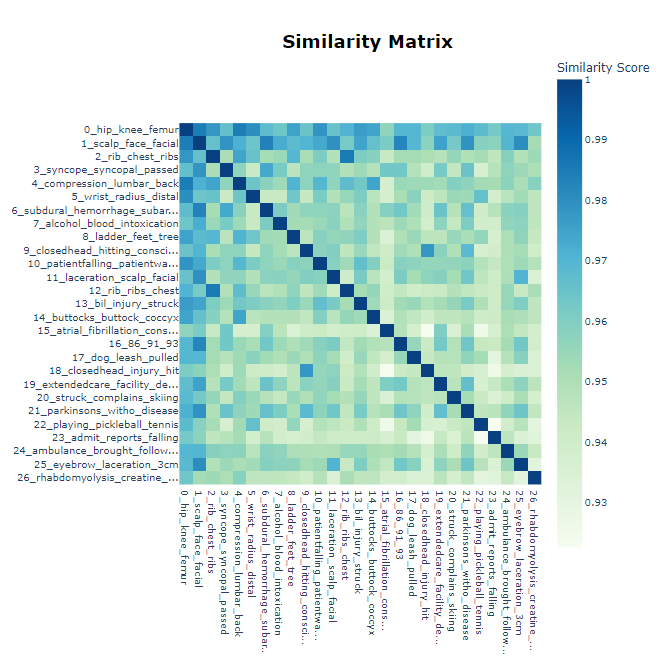 Similarity Matrix
Similarity Score
1
0.99
0.98
0.97
0.96
0.95
0.94
0.93
0_hip_knee_femur
1_scalp_face_facial
2_rib_chest_ribs
3_syncope_syncopal_passed
4_compression_lumbar_back
5_wrist_radius_distal
6_subdural_hemorrhage_subar...
7_alcohol_blood_intoxication
8_ladder_feet_tree
9_closedhead_hitting_consci...
10_patientfalling_patientwa...
11_laceration_scalp_facial
12_rib_ribs_chest
13_bil_injury_struck
14_buttocks_buttock_coccyx
15_atrial_fibrillation_cons...
16_86_91_93
17_dog_leash_pulled
18_closedhead_injury_hit
19_extendedcare_facility_de...
20_struck_complains_skiing
21_parkinsons_witho_disease
22_playing_pickleball_tennis
23_admit_reports_falling
24_ambulance_brought_follow...
25_eyebrow_laceration_3cm
26_rhabdomyolysis_creatine_...
0_hip_knee_femur
1_scalp_face_facial
2_rib_chest_ribs
3_syncope_syncopal_passed
4_compression_lumbar_back
5_wrist_radius_distal
6_subdural_hemorrhage_subar...
7_alcohol_blood_intoxication
8_ladder_feet_tree
9_closedhead_hitting_consci...
10_patientfalling_patientwa...
11_laceration_scalp_facial
12_rib_ribs_chest
13_bil_injury_struck
14_buttocks_buttock_coccyx
15_atrial_fibrillation_cons...
16_86_91_93
17_dog_leash_pulled
18_closedhead_injury_hit
19_extendedcare_facility_de...
20_struck_complains_skiing
21_parkinsons_witho_disease
22_playing_pickleball_tennis
23_admit_reports_falling
24_ambulance_brought_follow...
25_eyebrow_laceration_3cm
26_rhabdomyolysis_creatine_...